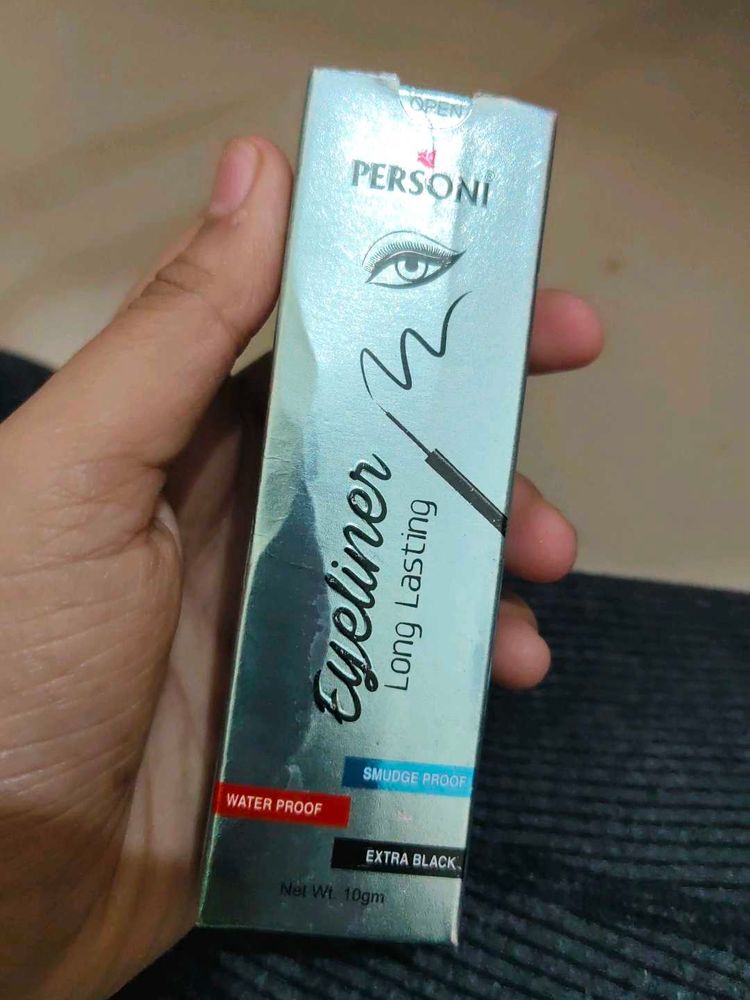 OPEN
PERSONI®
Eyeliner
Long Lasting
SMUDGE PROOF
WATER PROOF
EXTRA BLACK
Net Wt. 10gm